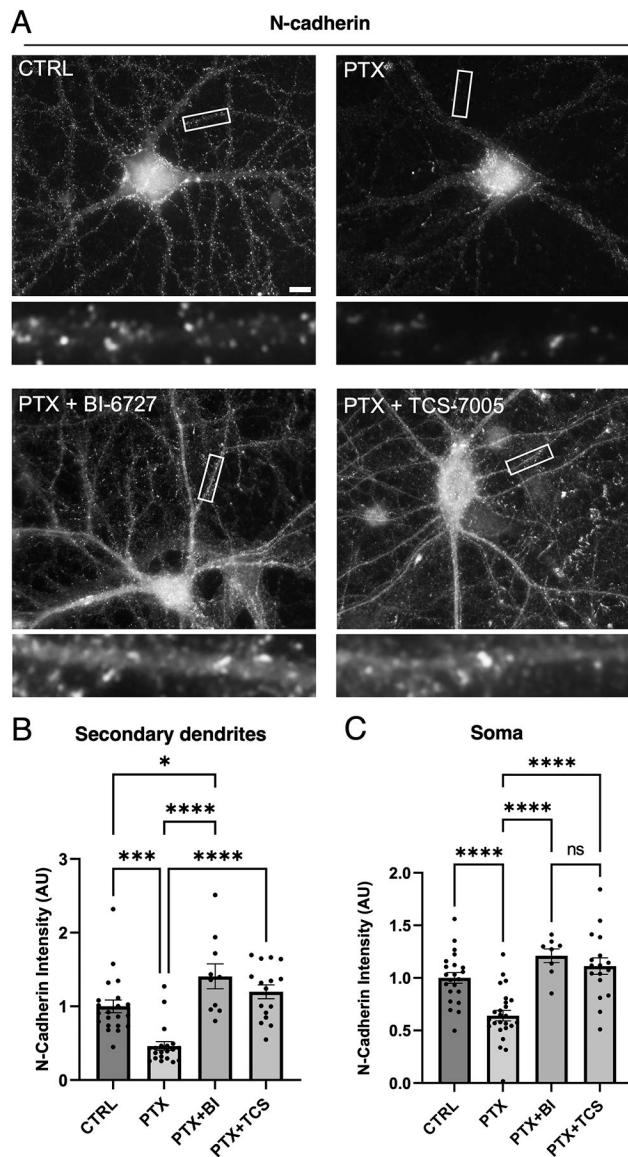 A
N-cadherin
CTRL
PTX
PTX + BI-6727
PTX + TCS-7005
B
Secondary dendrites
*
****
***
****
N-Cadherin Intensity (AU)
3
2
1
0
CTRL
PTX
PTX+BI
PTX+TCS
C
Soma
****
****
****
ns
N-Cadherin Intensity (AU)
2.0
1.5
1.0
0.5
0.0
CTRL
PTX
PTX+BI
PTX+TCS